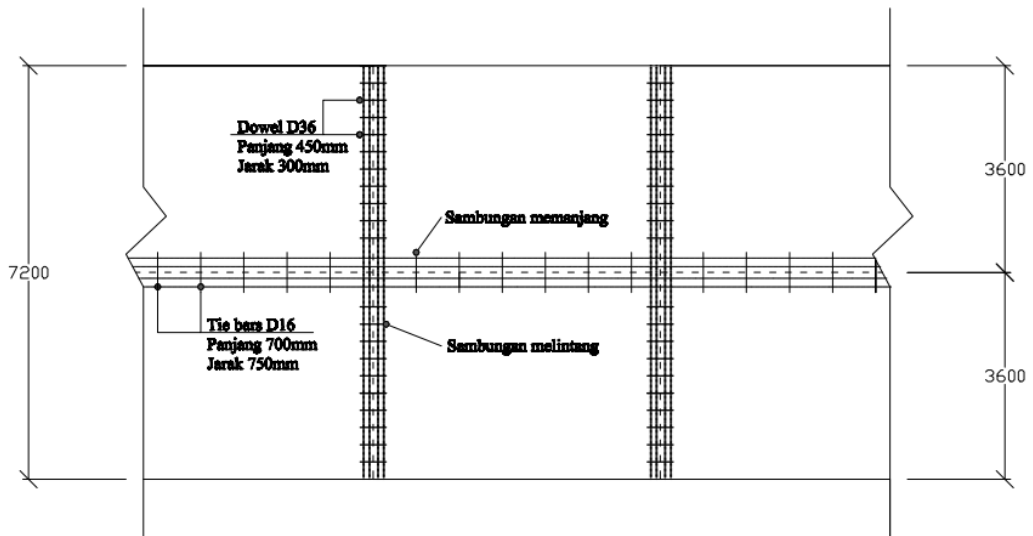 Dowel D36
Panjang 450mm
Jarak 300mm
3600
Sambungan memanjang
7200
Tie bars D16
Panjang 700mm
Jarak 750mm
Sambungan melintang
3600